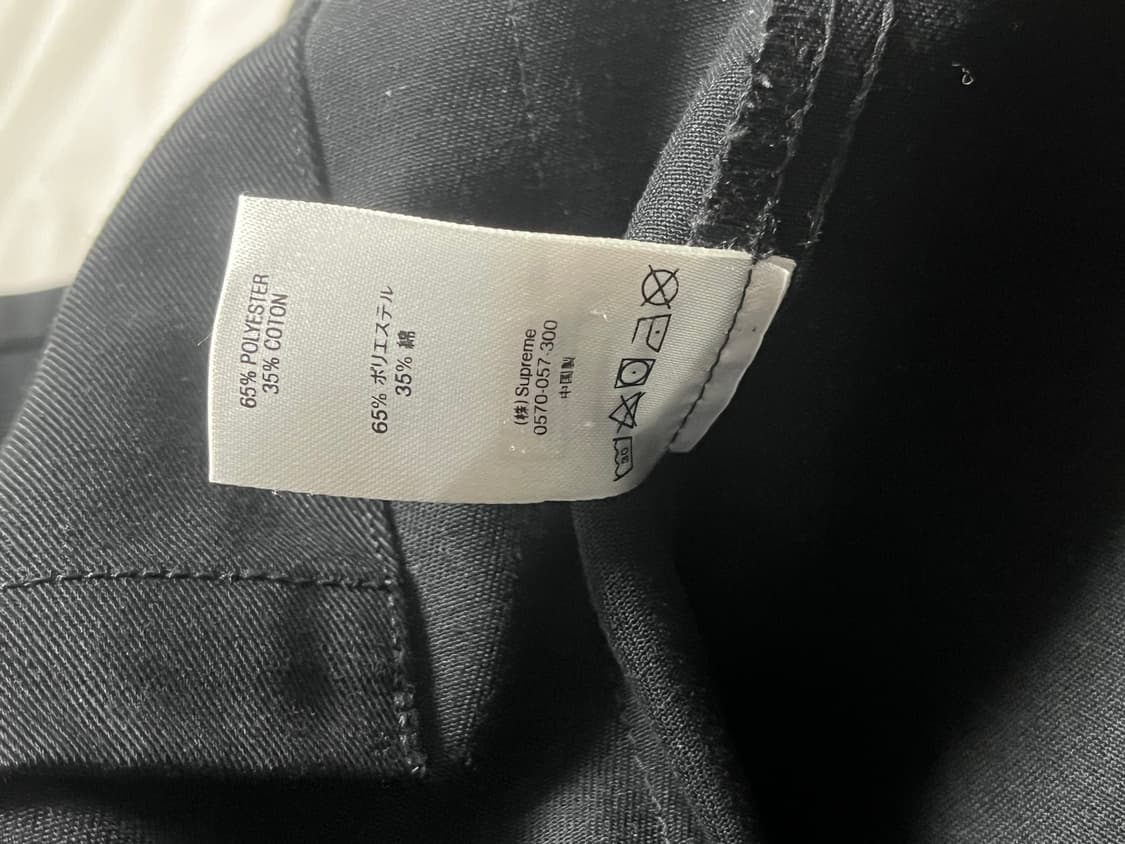 65% POLYESTER
35% COTON
65% ポリエステル
35% 綿
(株) Supreme
0570-057-300
中国製
30